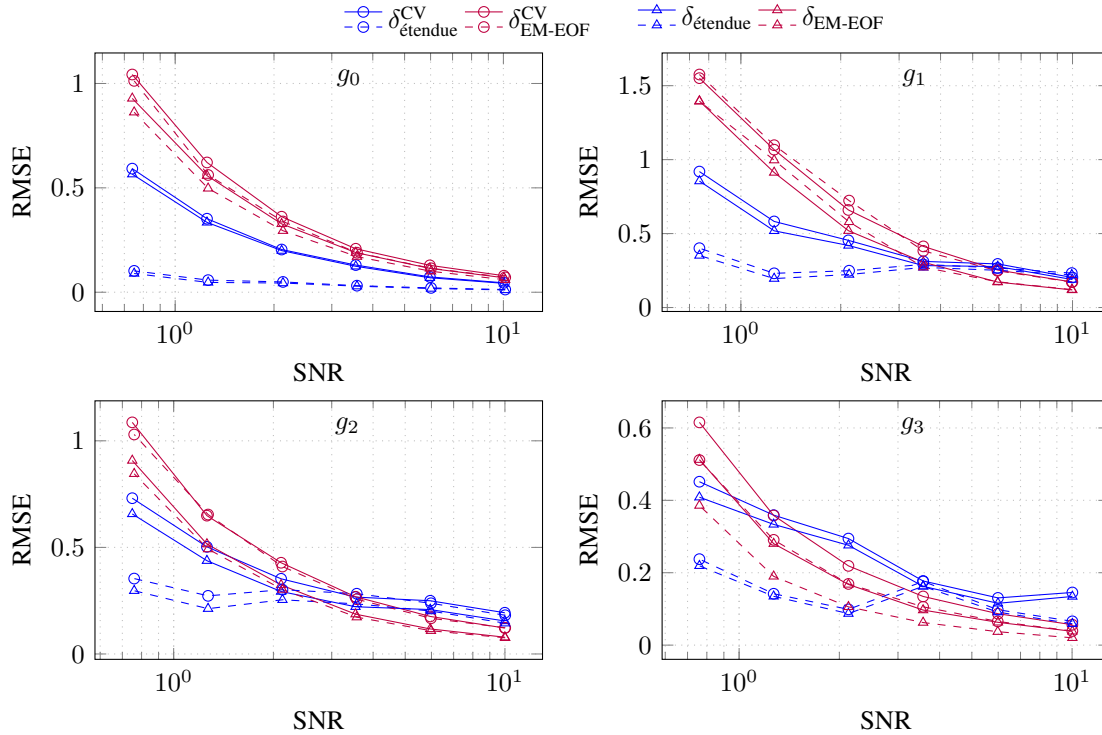 δ^CV_étendue δ^CV_EM-EOF δ_étendue δ_EM-EOF
g_0
RMSE
1
0.5
0
10^0 10^1
SNR
g_1
RMSE
1.5
1
0.5
0
10^0 10^1
SNR
g_2
RMSE
1
0.5
0
10^0 10^1
SNR
g_3
RMSE
0.6
0.4
0.2
0
10^0 10^1
SNR